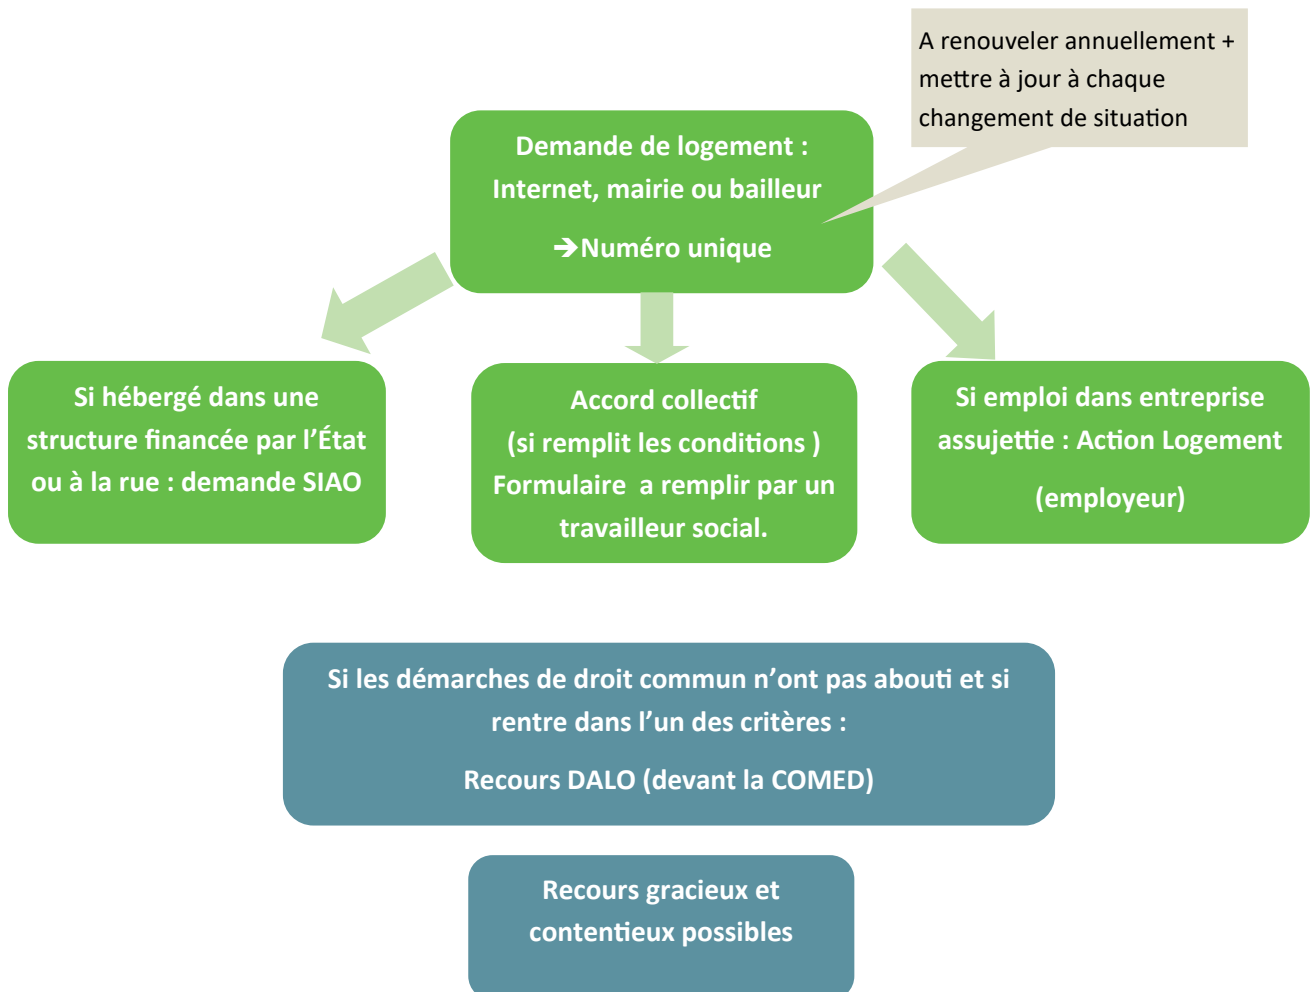 A renouveler annuellement +
mettre à jour à chaque
changement de situation
Demande de logement :
Internet, mairie ou bailleur
➔Numéro unique
Si hébergé dans une
structure financée par l’État
ou à la rue : demande SIAO
Accord collectif
(si remplit les conditions )
Formulaire a remplir par un
travailleur social.
Si emploi dans entreprise
assujettie : Action Logement
(employeur)
Si les démarches de droit commun n’ont pas abouti et si
rentre dans l’un des critères :
Recours DALO (devant la COMED)
Recours gracieux et
contentieux possibles